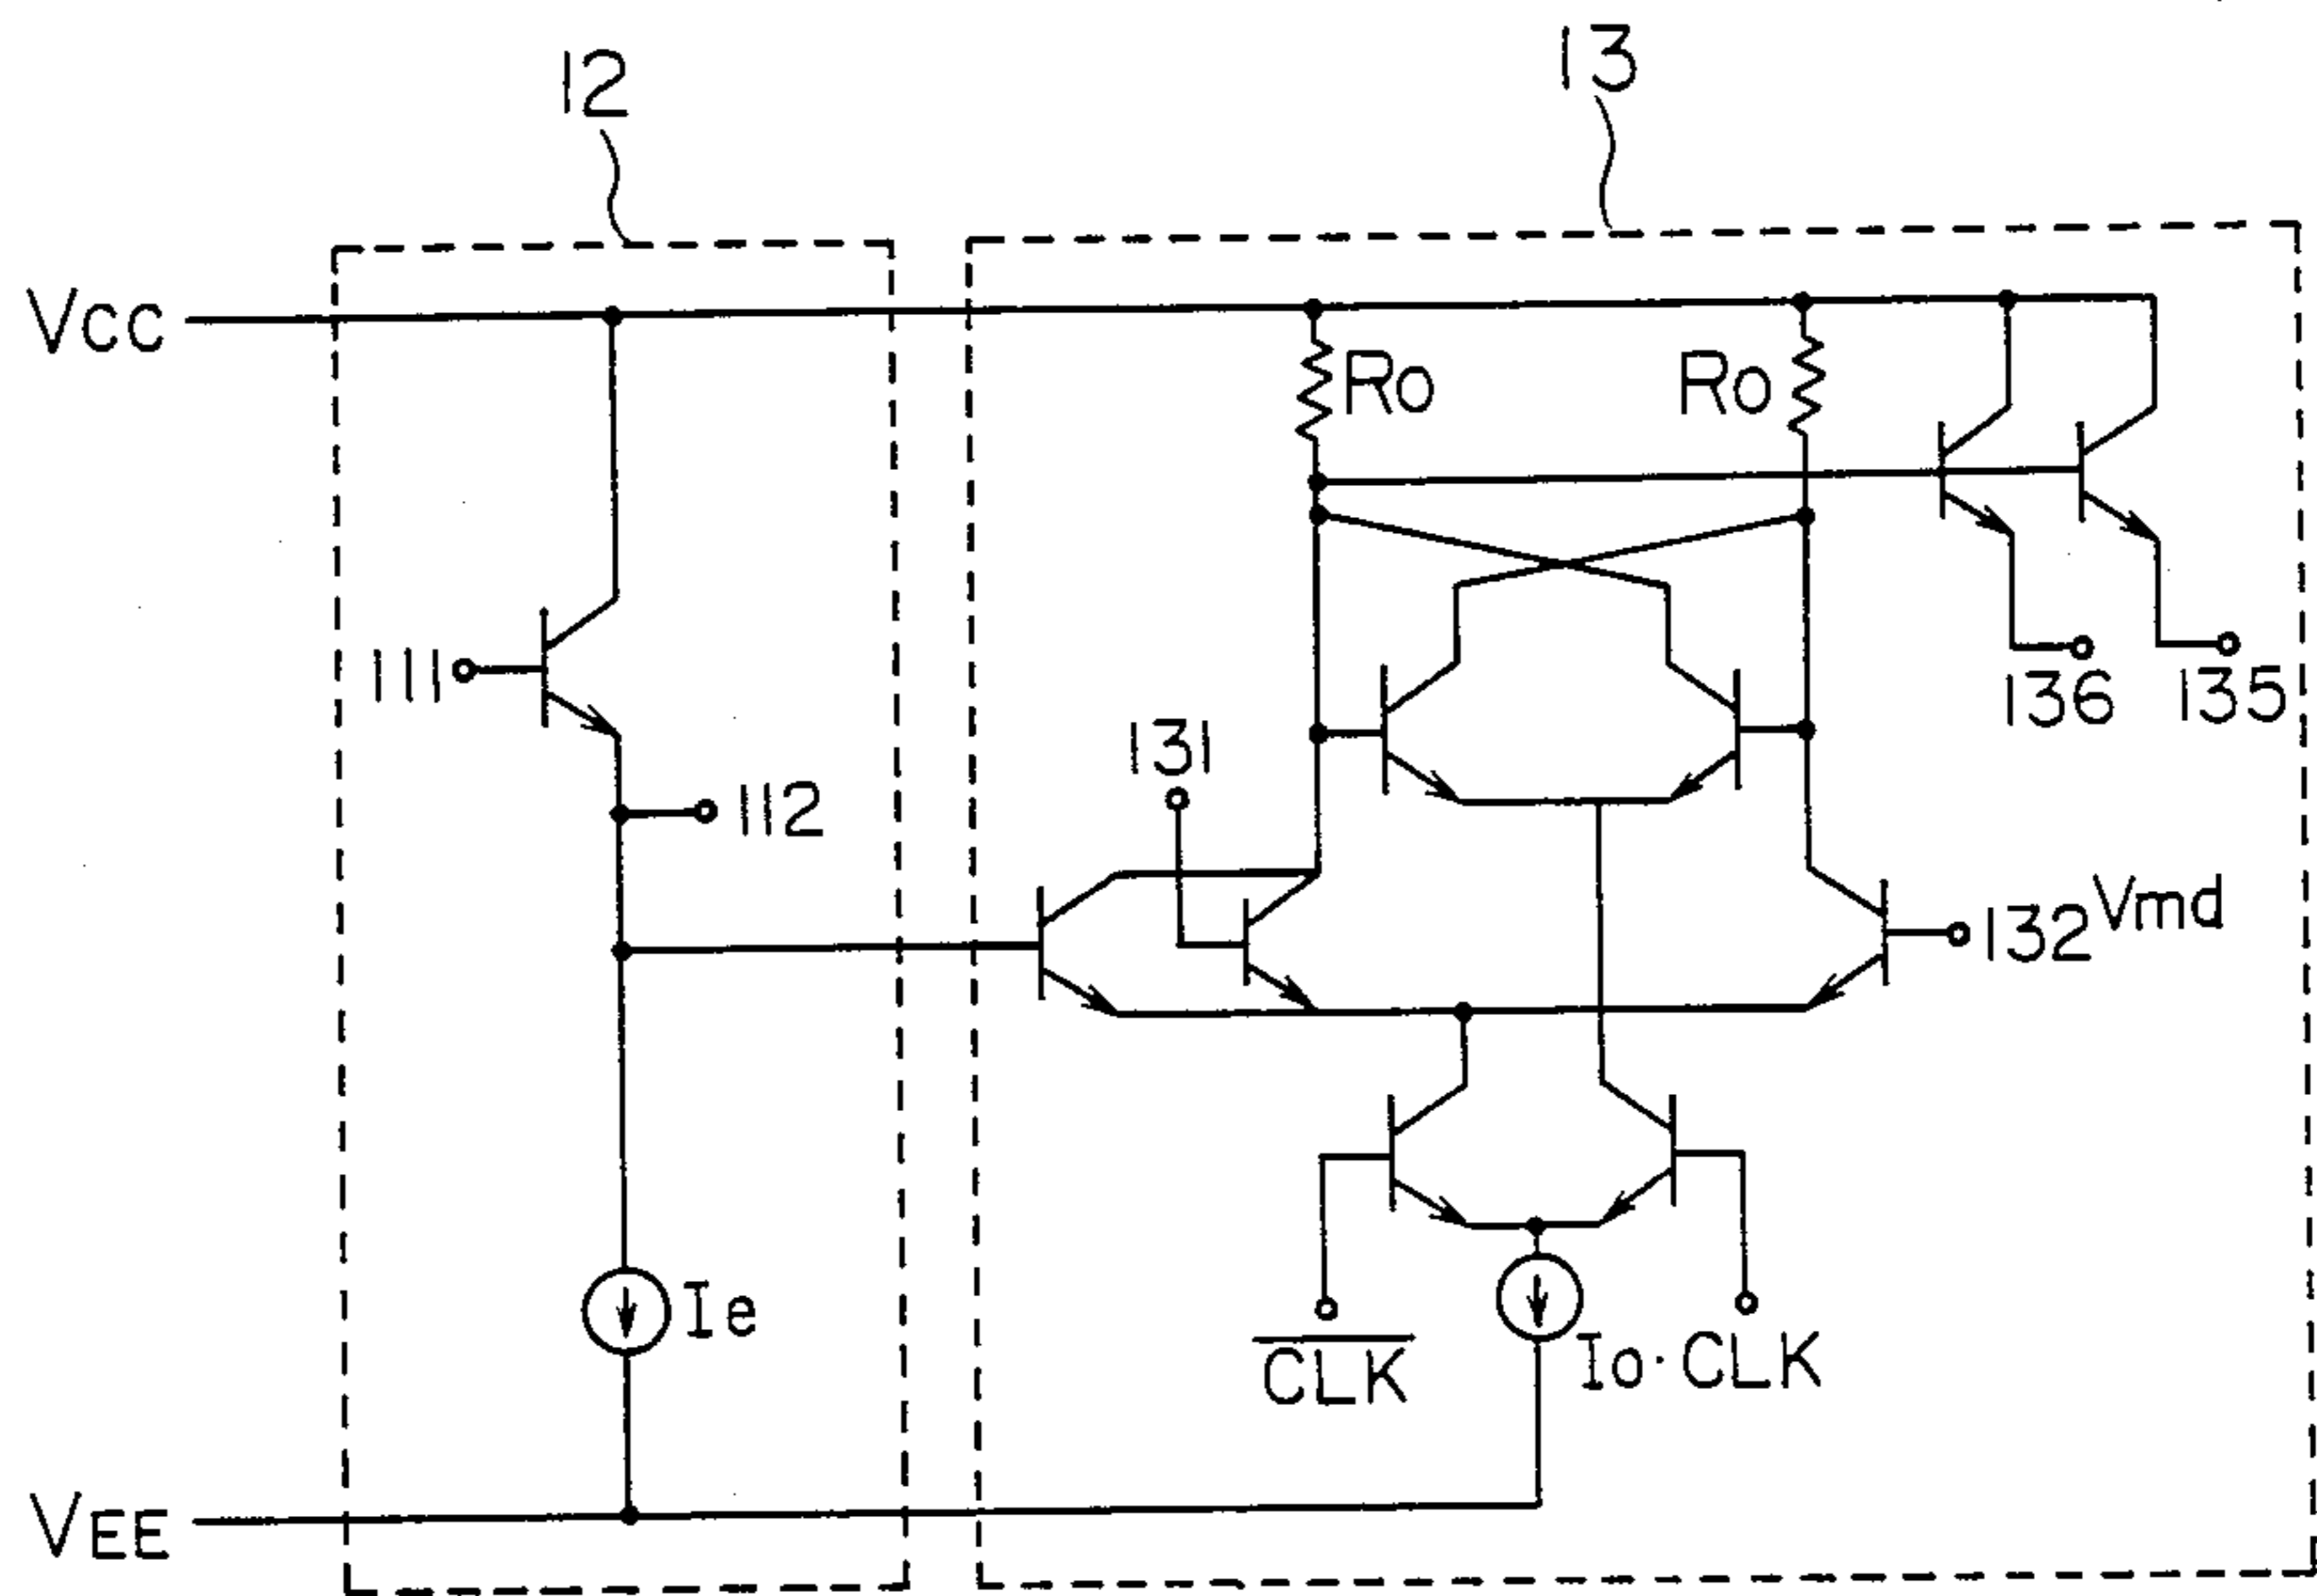 12
13
Vcc
Ro
Ro
111
136
135
131
112
132 Vmd
Ie
CLK
Io· CLK
VEE